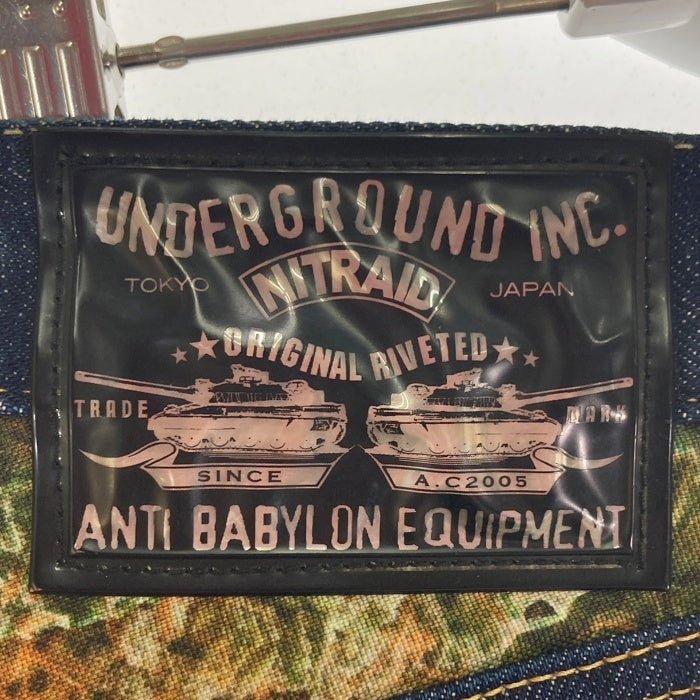 UNDERGROUND INC.
TOKYO NITRAID JAPAN
ORIGINAL RIVETED
TRADE MARK
SINCE A.C2005
ANTI BABYLON EQUIPMENT